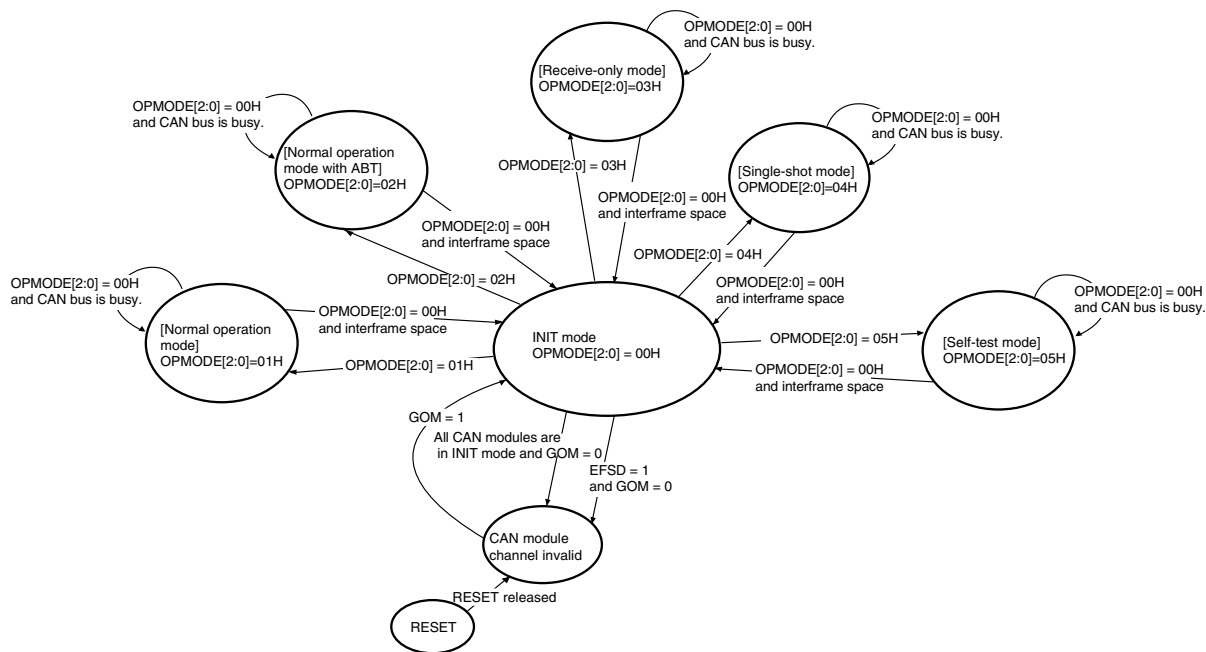 OPMODE[2:0] = 00H
and CAN bus is busy.
[Receive-only mode]
OPMODE[2:0]=03H
OPMODE[2:0] = 00H
and CAN bus is busy.
[Normal operation
mode with ABT]
OPMODE[2:0]=02H
OPMODE[2:0] = 00H
and CAN bus is busy.
[Single-shot mode]
OPMODE[2:0]=04H
OPMODE[2:0] = 03H
OPMODE[2:0] = 00H
and interframe space
OPMODE[2:0] = 00H
and interframe space
OPMODE[2:0] = 04H
OPMODE[2:0] = 02H
OPMODE[2:0] = 00H
and interframe space
OPMODE[2:0] = 00H
and CAN bus is busy.
[Normal operation
mode]
OPMODE[2:0]=01H
OPMODE[2:0] = 00H
and interframe space
OPMODE[2:0] = 01H
INIT mode
OPMODE[2:0] = 00H
OPMODE[2:0] = 05H
OPMODE[2:0] = 00H
and interframe space
OPMODE[2:0] = 00H
and CAN bus is busy.
[Self-test mode]
OPMODE[2:0]=05H
GOM = 1
All CAN modules are
in INIT mode and GOM = 0
EFSD = 1
and GOM = 0
CAN module
channel invalid
RESET released
RESET